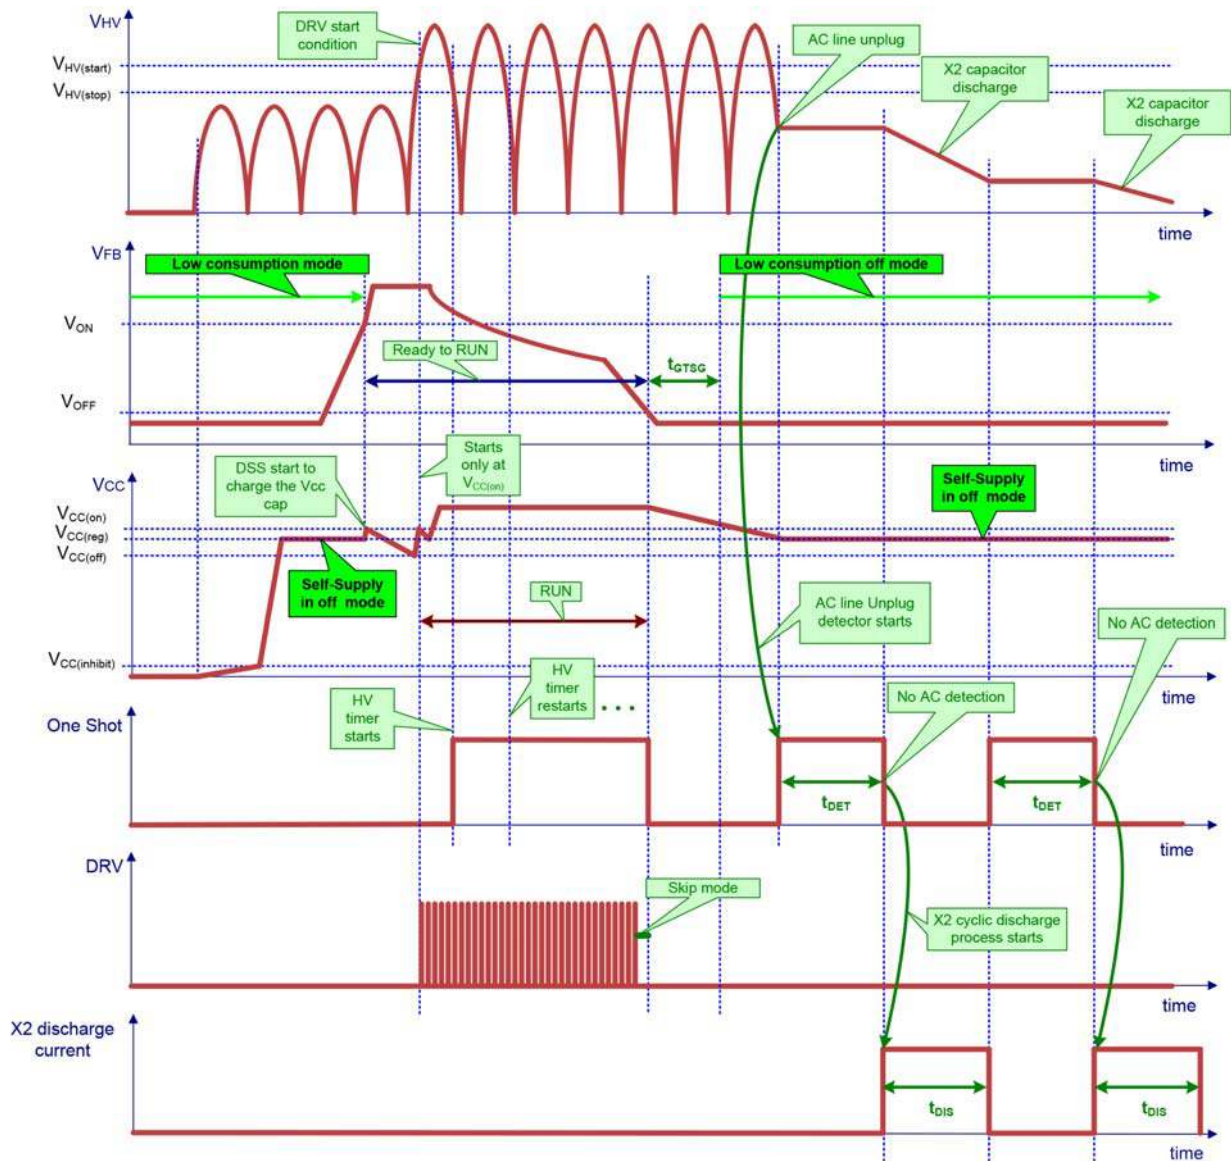 VHV
DRV start
condition
AC line unplug
VHV(start)
VHV(stop)
X2 capacitor
discharge
X2 capacitor
discharge
time
VFB
Low consumption mode
Low consumption off mode
VON
Ready to RUN
tGTSG
VOFF
time
VCC
DSS start to
charge the Vcc
cap
Starts
only at
VCC(on)
Self-Supply
in off mode
VCC(on)
VCC(reg)
VCC(off)
Self-Supply
in off mode
RUN
AC line Unplug
detector starts
No AC detection
VCC(inhibit)
time
One Shot
HV
timer
starts
HV
timer
restarts
. . .
No AC detection
tDET
tDET
time
DRV
Skip mode
X2 cyclic discharge
process starts
time
X2 discharge
current
tDIS
tDIS
time